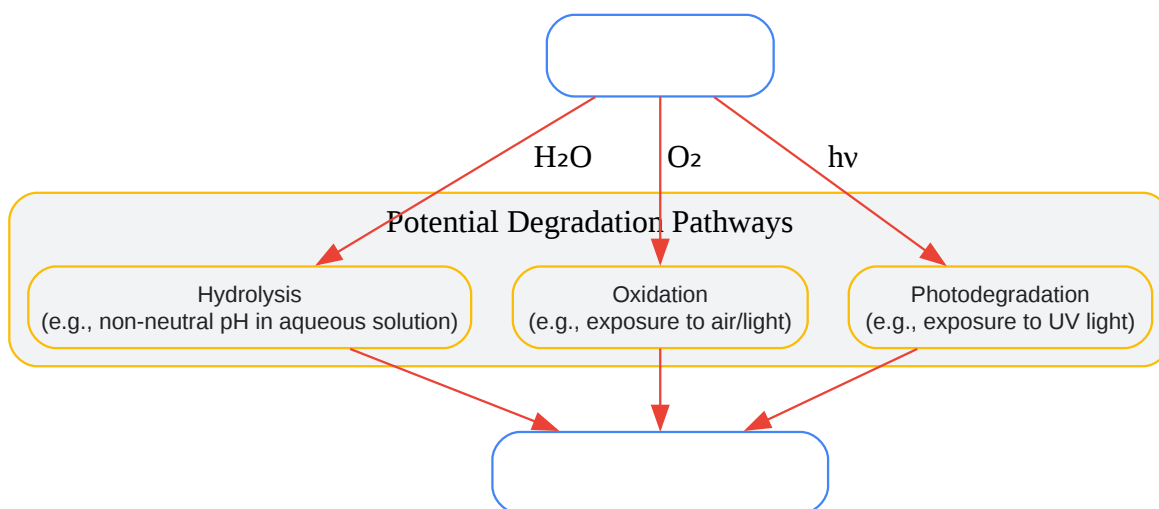 H₂O
O₂
hν
Potential Degradation Pathways
Hydrolysis
(e.g., non-neutral pH in aqueous solution)
Oxidation
(e.g., exposure to air/light)
Photodegradation
(e.g., exposure to UV light)